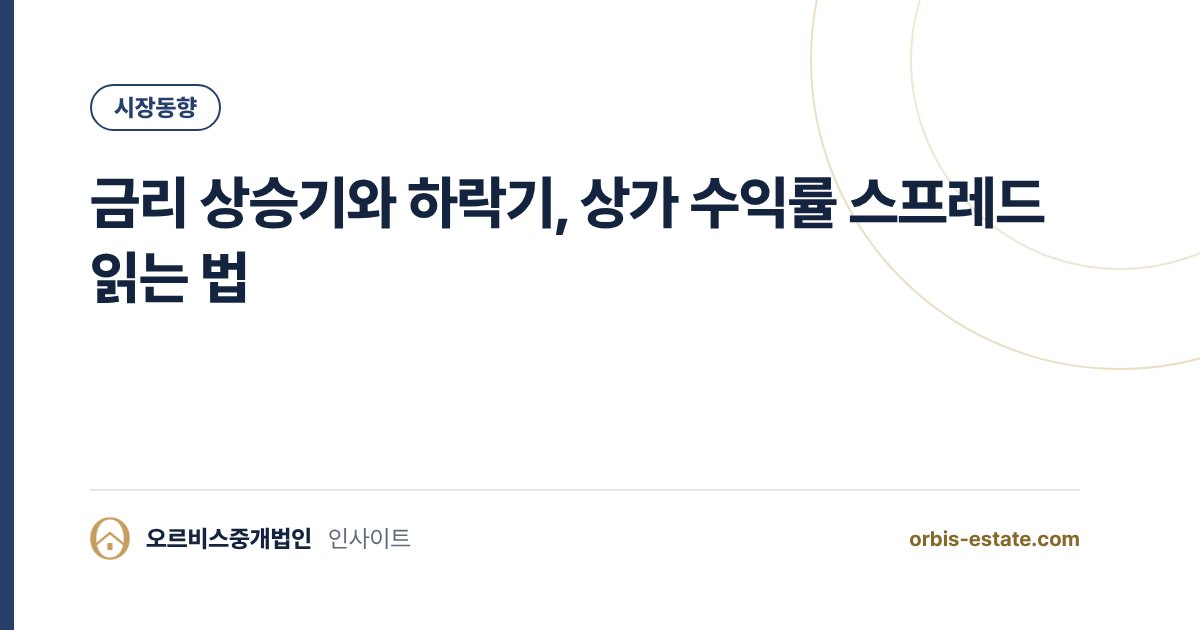 시장동향
금리 상승기와 하락기, 상가 수익률 스프레드
읽는 법
오르비스중개법인 인사이트
orbis-estate.com